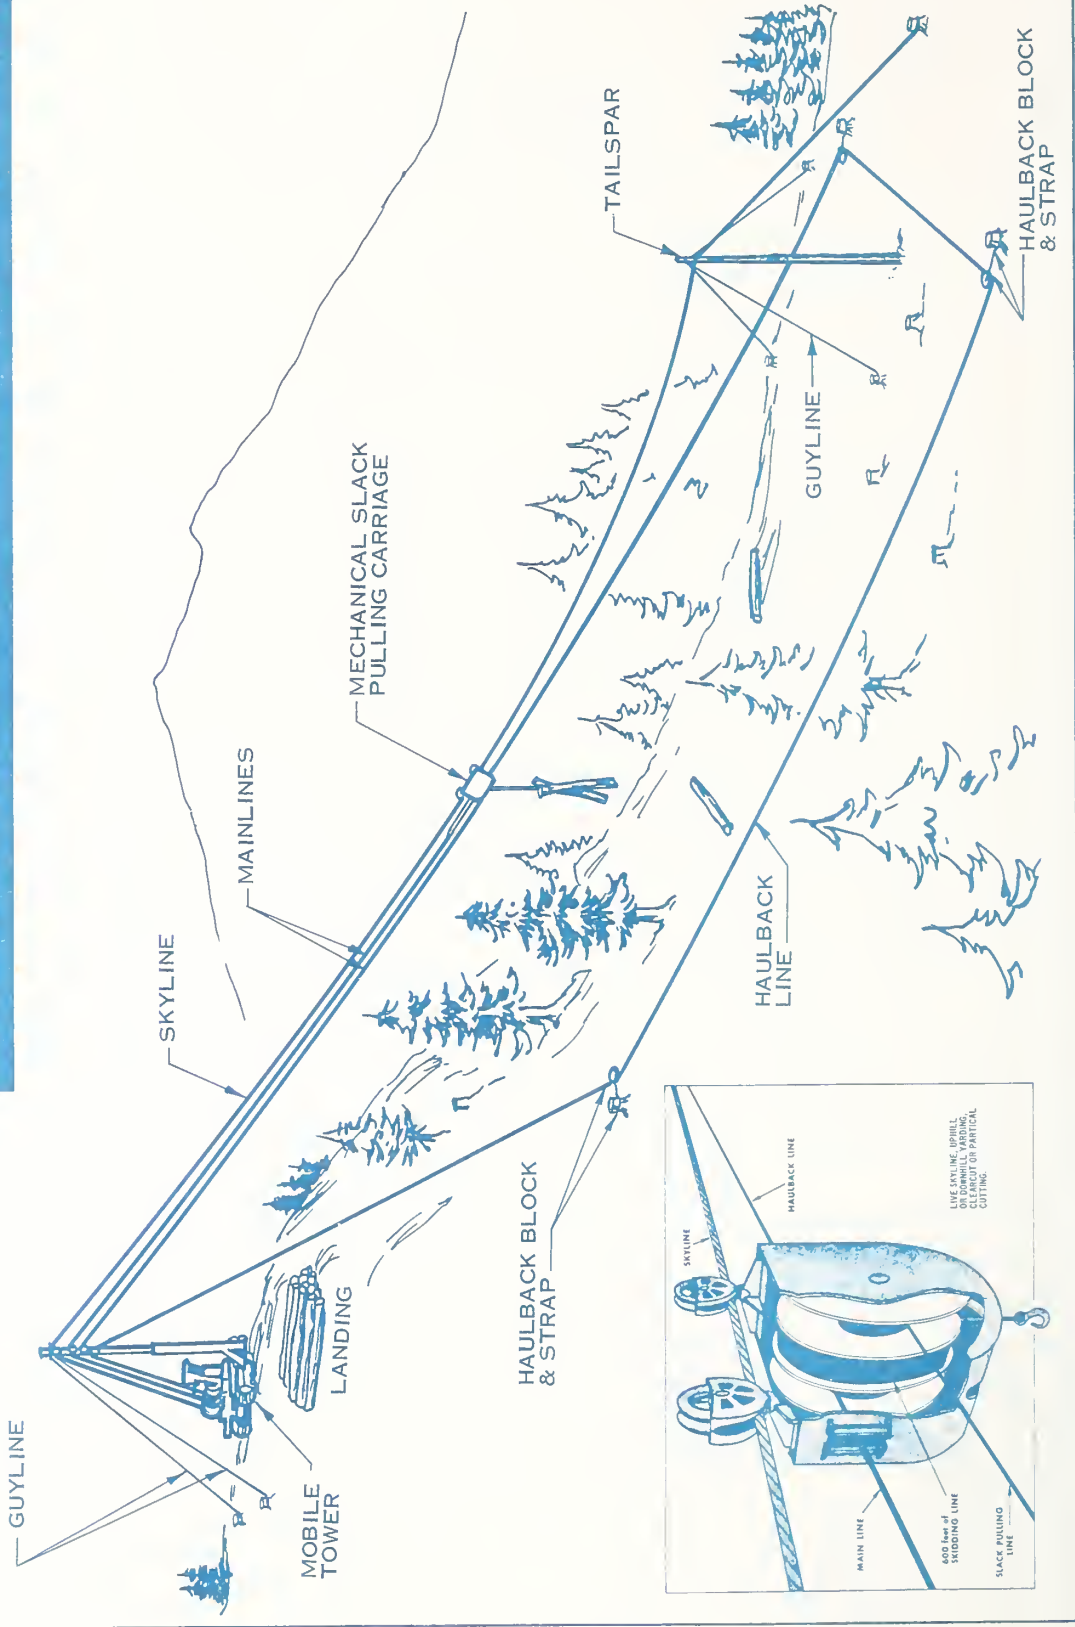 GUYLINE
SKYLINE
MAINLINES
MECHANICAL SLACK
PULLING CARRIAGE
TAILSPAR
MOBILE
TOWER
LANDING
HAULBACK BLOCK
& STRAP
HAULBACK
LINE
GUYLINE
HAULBACK BLOCK
& STRAP
SKYLINE
HAULBACK LINE
MAIN LINE
600 feet of
SKIDDING LINE
SLACK PULLING
LINE
LIVE SKYLINE, UPHILL
OR DOWNHILL YARDING,
CLEARCUT OR PARTICAL
CUTTING.